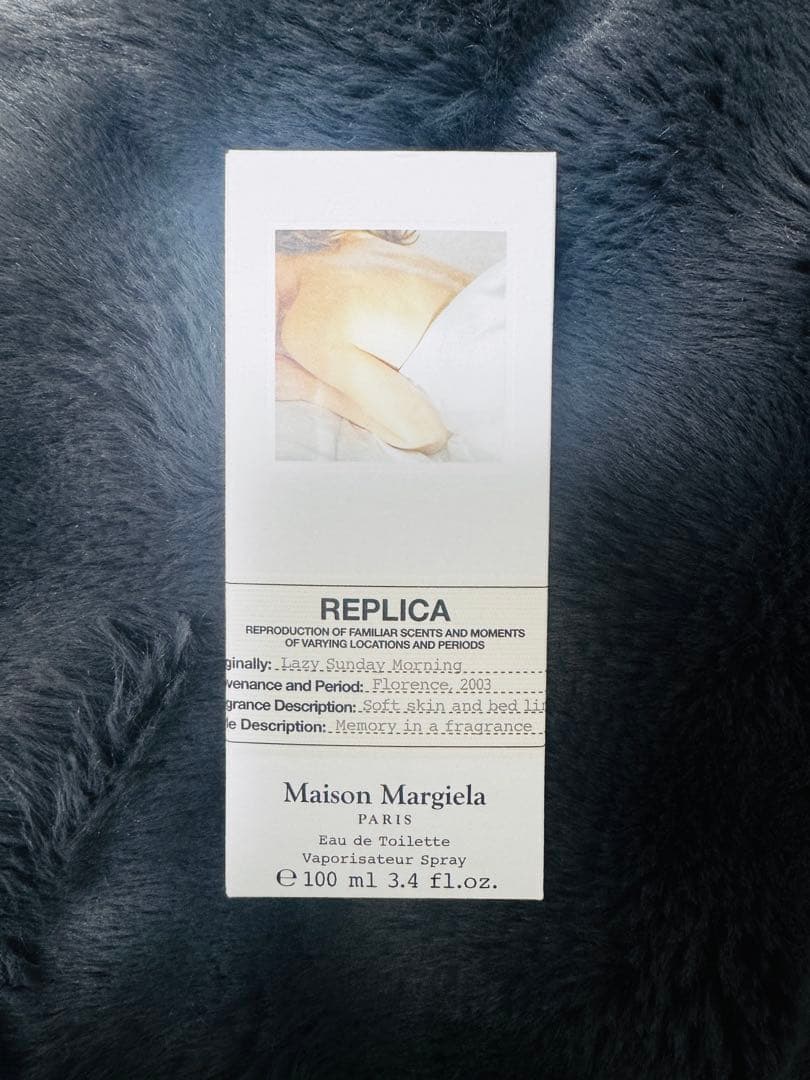 REPLICA
REPRODUCTION OF FAMILIAR SCENTS AND MOMENTS
OF VARYING LOCATIONS AND PERIODS
ginally: Lazy Sunday Morning
venance and Period: Florence, 2003
grance Description: Soft skin and bed lin
le Description: Memory in a fragrance
Maison Margiela
PARIS
Eau de Toilette
Vaporisateur Spray
℮ 100 ml 3.4 fl.oz.